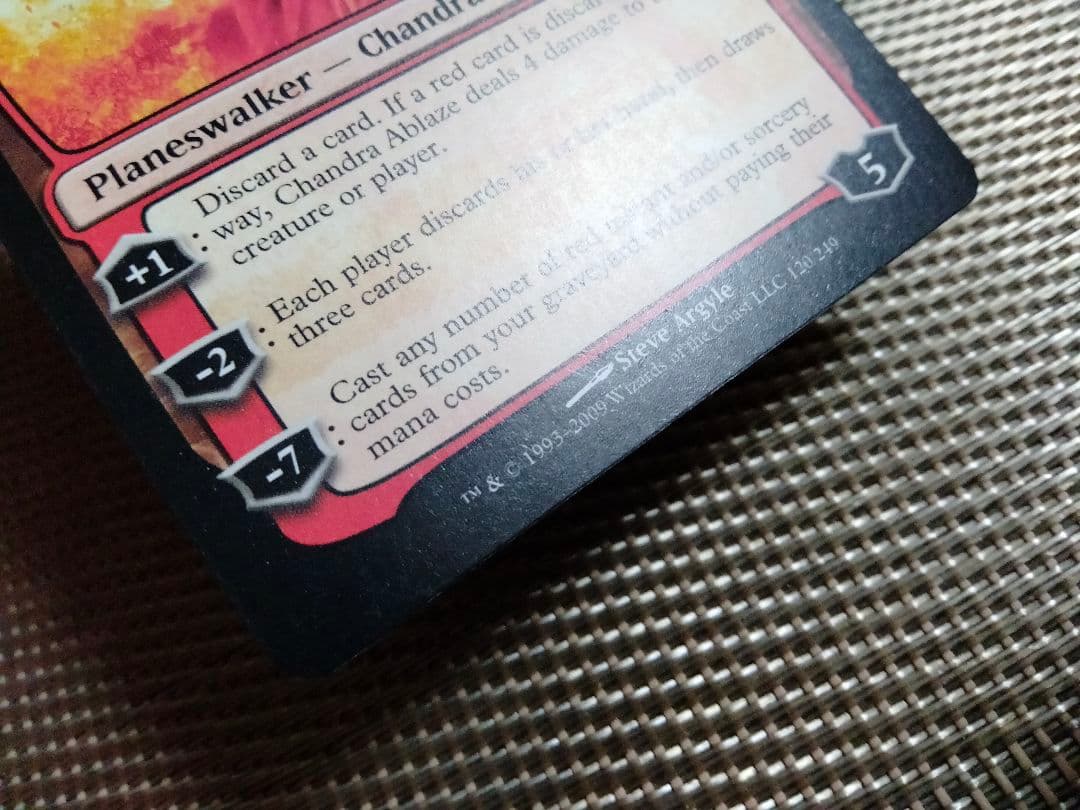 Planeswalker — Chandra
Discard a card. If a red card is discar
+1 : way, Chandra Ablaze deals 4 damage to
creature or player.
-2 : Each player discards his or her hand, then draws
three cards.
Cast any number of red instant and/or sorcery
-7 : cards from your graveyard without paying their
mana costs.
5
Steve Argyle
™ & © 1993–2009 Wizards of the Coast LLC 120/249